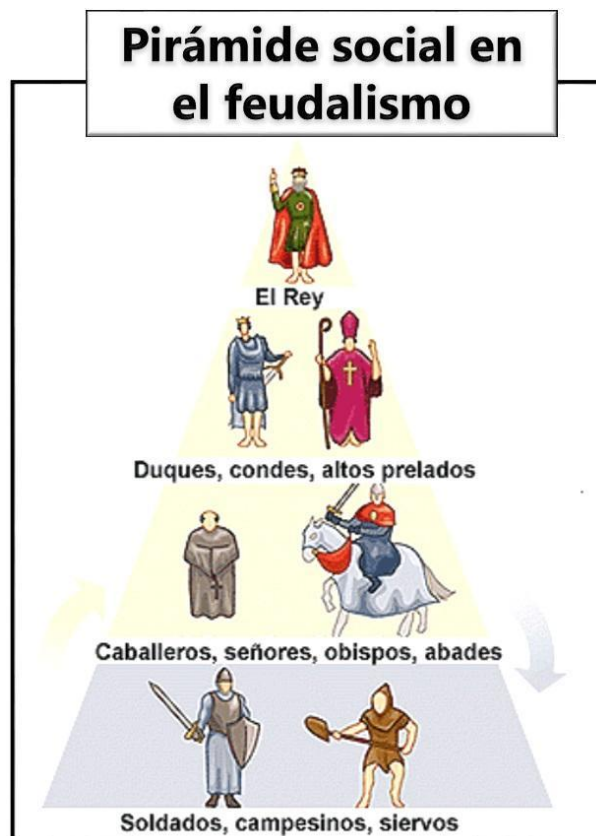 Pirámide social en
el feudalismo
El Rey
Duques, condes, altos prelados
Caballeros, señores, obispos, abades
Soldados, campesinos, siervos